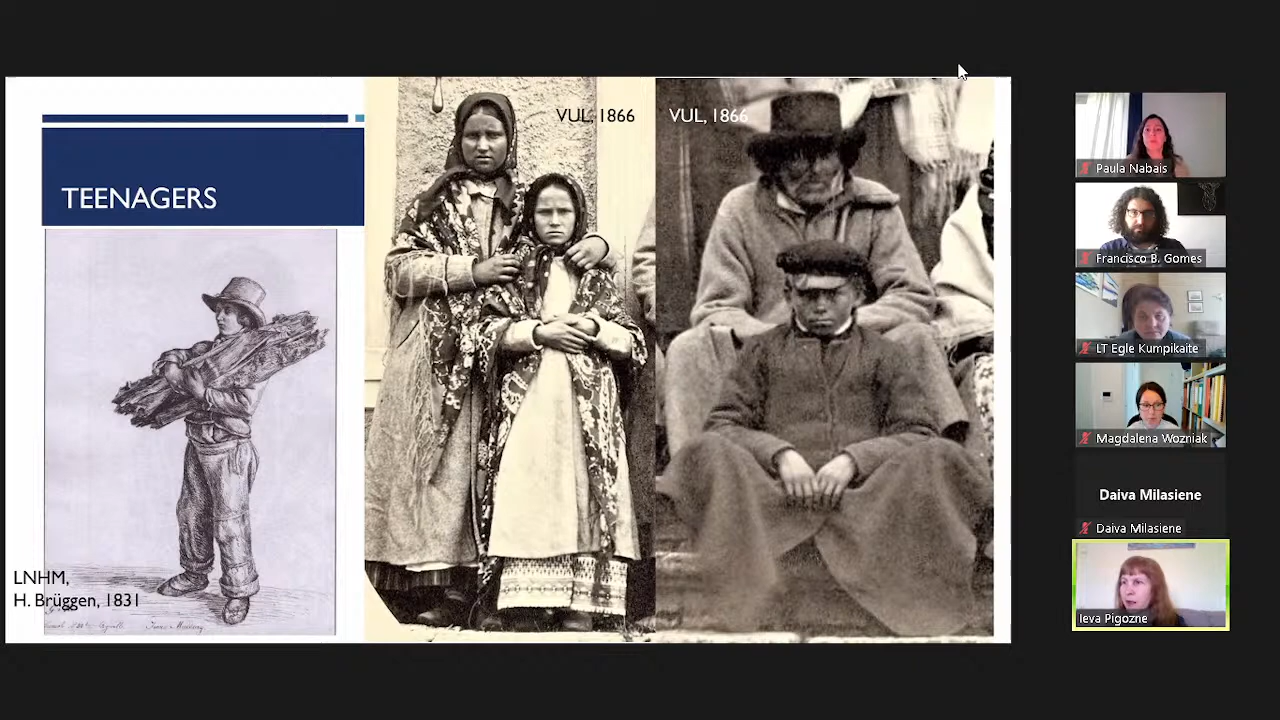 TEENAGERS
VUL, 1866
VUL, 1866
LNHM,
H. Brüggen, 1831
Paula Nabais
Francisco B. Gomes
LT Egle Kumpikaite
Magdalena Wozniak
Daiva Milasiene
Daiva Milasiene
Ieva Pigozne